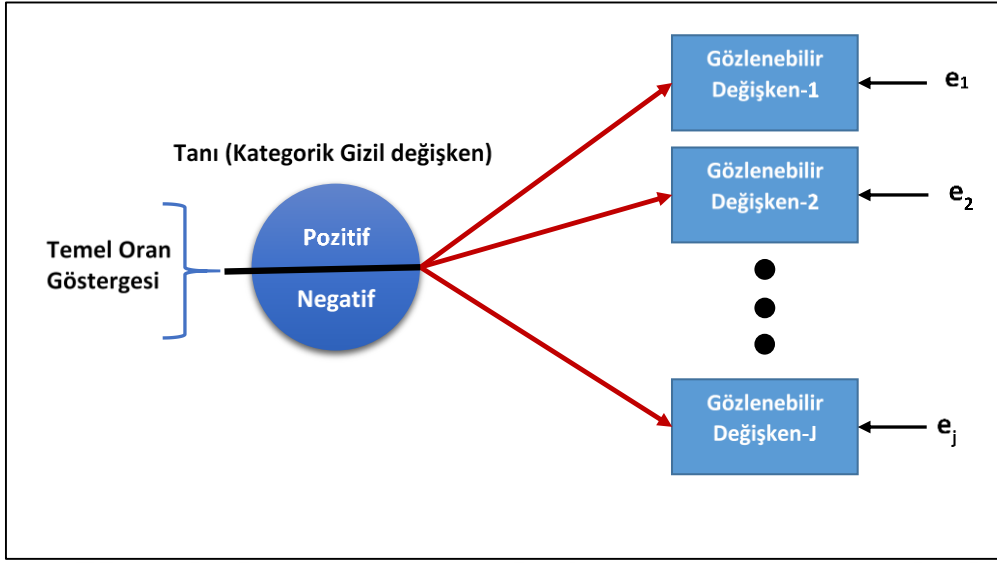 Gözlenebilir
Değişken-1
e1
Tanı (Kategorik Gizil değişken)
Gözlenebilir
Değişken-2
e2
Temel Oran
Göstergesi
Pozitif
Negatif
Gözlenebilir
Değişken-J
ej